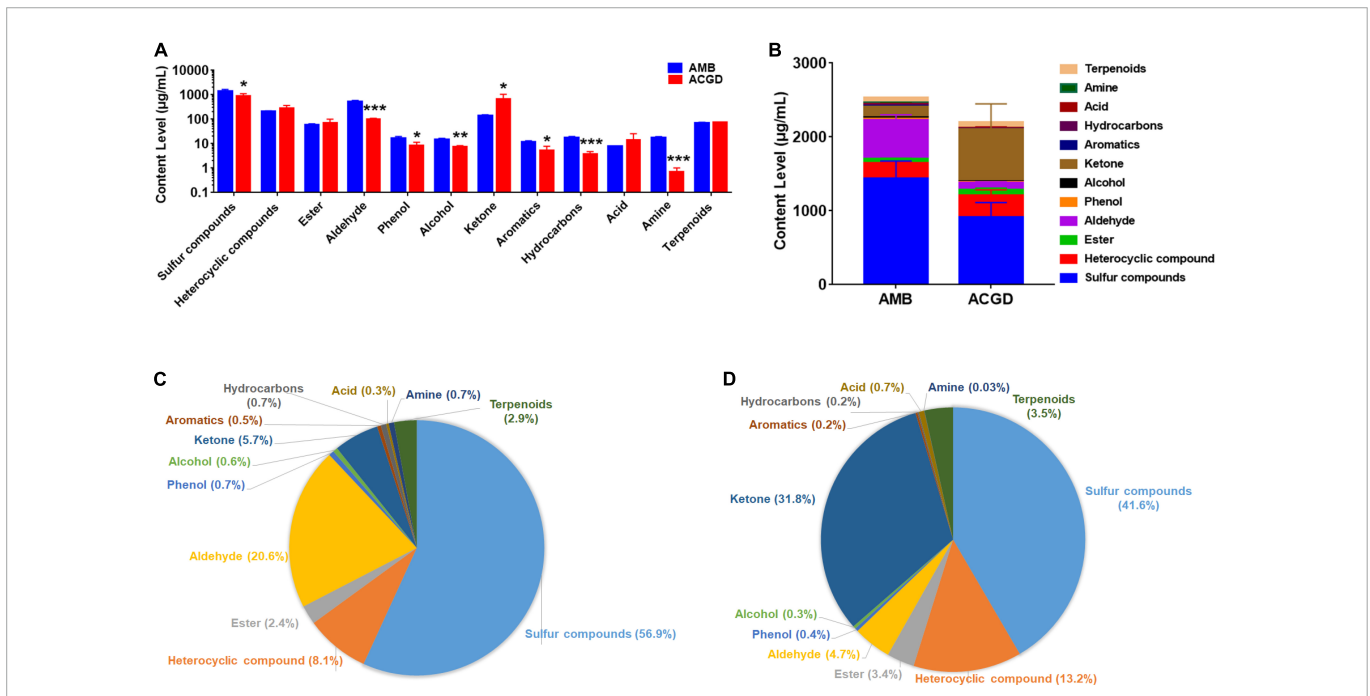 A
Content Level (µg/mL)
10000
1000
100
10
1
0.1
AMB
ACGD
*
***
*
**
*
*
***
***
Sulfur compounds
Heterocyclic compounds
Ester
Aldehyde
Phenol
Alcohol
Ketone
Aromatics
Hydrocarbons
Acid
Amine
Terpenoids
B
Content Level (µg/mL)
3000
2000
1000
0
AMB
ACGD
Terpenoids
Amine
Acid
Hydrocarbons
Aromatics
Ketone
Alcohol
Phenol
Aldehyde
Ester
Heterocyclic compound
Sulfur compounds
C
Hydrocarbons
(0.7%)
Acid (0.3%)
Amine (0.7%)
Terpenoids
(2.9%)
Aromatics (0.5%)
Ketone (5.7%)
Alcohol (0.6%)
Phenol (0.7%)
Aldehyde (20.6%)
Ester (2.4%)
Heterocyclic compound (8.1%)
Sulfur compounds (56.9%)
D
Acid (0.7%)
Amine (0.03%)
Terpenoids
(3.5%)
Hydrocarbons (0.2%)
Aromatics (0.2%)
Ketone (31.8%)
Sulfur compounds
(41.6%)
Alcohol (0.3%)
Phenol (0.4%)
Aldehyde (4.7%)
Ester (3.4%)
Heterocyclic compound (13.2%)